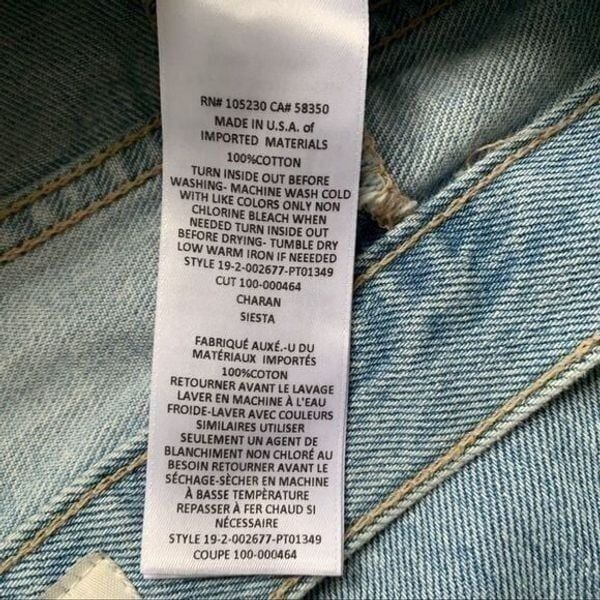 RN# 105230 CA# 58350
MADE IN U.S.A. of
IMPORTED MATERIALS
100%COTTON
TURN INSIDE OUT BEFORE
WASHING- MACHINE WASH COLD
WITH LIKE COLORS ONLY NON
CHLORINE BLEACH WHEN
NEEDED TURN INSIDE OUT
BEFORE DRYING- TUMBLE DRY
LOW WARM IRON IF NEEEDED
STYLE 19-2-002677-PT01349
CUT 100-000464
CHARAN
SIESTA
FABRIQUÉ AUXÉ.-U DU
MATÉRIAUX IMPORTÉS
100%COTON
RETOURNER AVANT LE LAVAGE
LAVER EN MACHINE À L'EAU
FROIDE-LAVER AVEC COULEURS
SIMILAIRES UTILISER
SEULEMENT UN AGENT DE
BLANCHIMENT NON CHLORÉ AU
BESOIN RETOURNER AVANT LE
SÉCHAGE-SÈCHER EN MACHINE
À BASSE TEMPÈRATURE
REPASSER À FER CHAUD SI
NÉCESSAIRE
STYLE 19-2-002677-PT01349
COUPE 100-000464